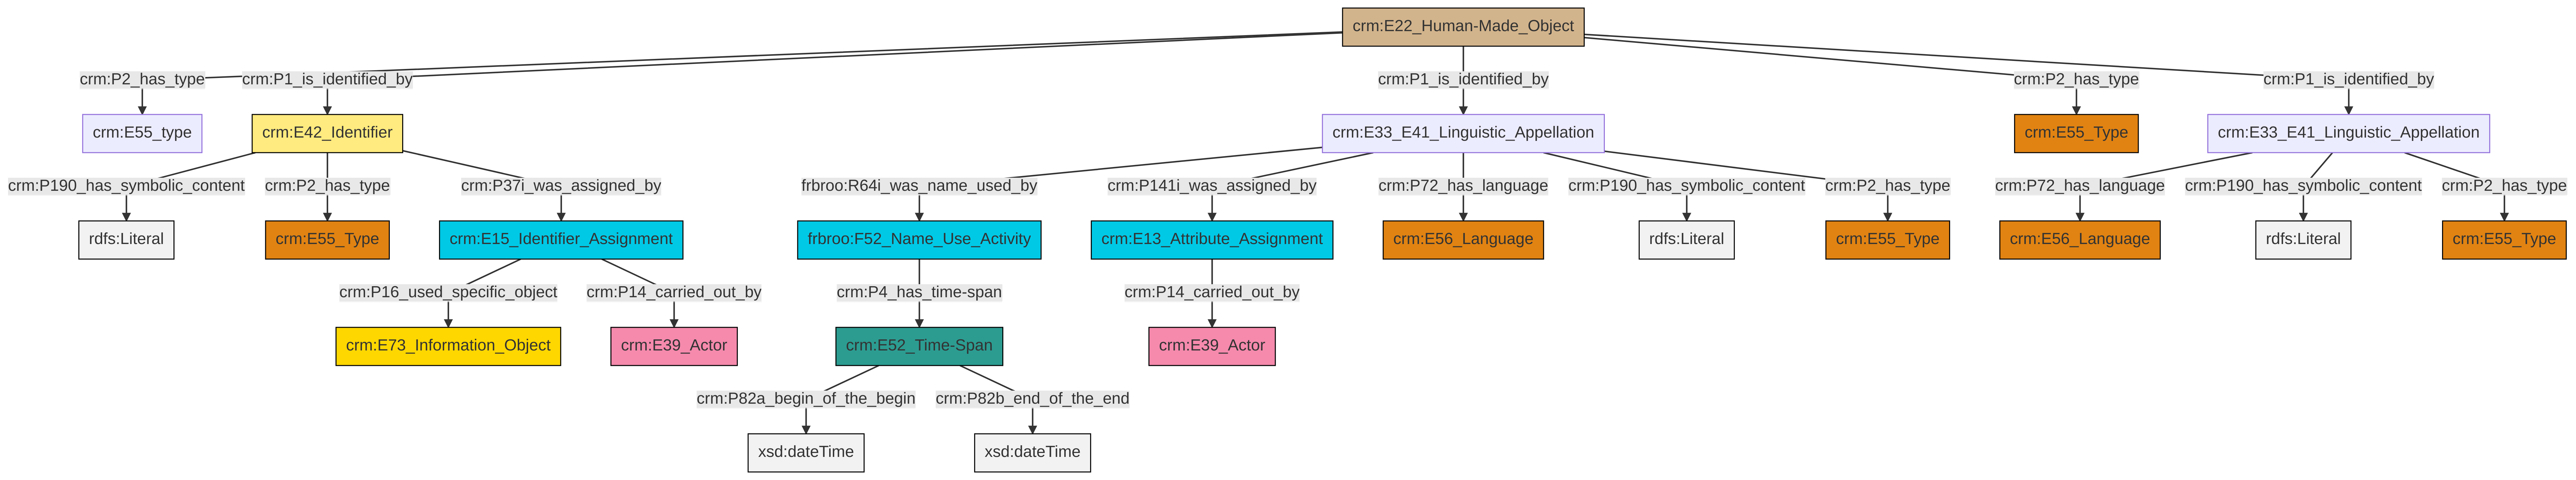 crm:E22_Human-Made_Object
crm:P2_has_type
crm:P1_is_identified_by
crm:P1_is_identified_by
crm:P2_has_type
crm:P1_is_identified_by
crm:E55_type
crm:E42_Identifier
crm:E33_E41_Linguistic_Appellation
crm:E55_Type
crm:E33_E41_Linguistic_Appellation
crm:P190_has_symbolic_content
crm:P2_has_type
crm:P37i_was_assigned_by
frbroo:R64i_was_name_used_by
crm:P141i_was_assigned_by
crm:P72_has_language
crm:P190_has_symbolic_content
crm:P2_has_type
crm:P72_has_language
crm:P190_has_symbolic_content
crm:P2_has_type
rdfs:Literal
crm:E55_Type
crm:E15_Identifier_Assignment
frbroo:F52_Name_Use_Activity
crm:E13_Attribute_Assignment
crm:E56_Language
rdfs:Literal
crm:E55_Type
crm:E56_Language
rdfs:Literal
crm:E55_Type
crm:P16_used_specific_object
crm:P14_carried_out_by
crm:P4_has_time-span
crm:P14_carried_out_by
crm:E73_Information_Object
crm:E39_Actor
crm:E52_Time-Span
crm:E39_Actor
crm:P82a_begin_of_the_begin
crm:P82b_end_of_the_end
xsd:dateTime
xsd:dateTime